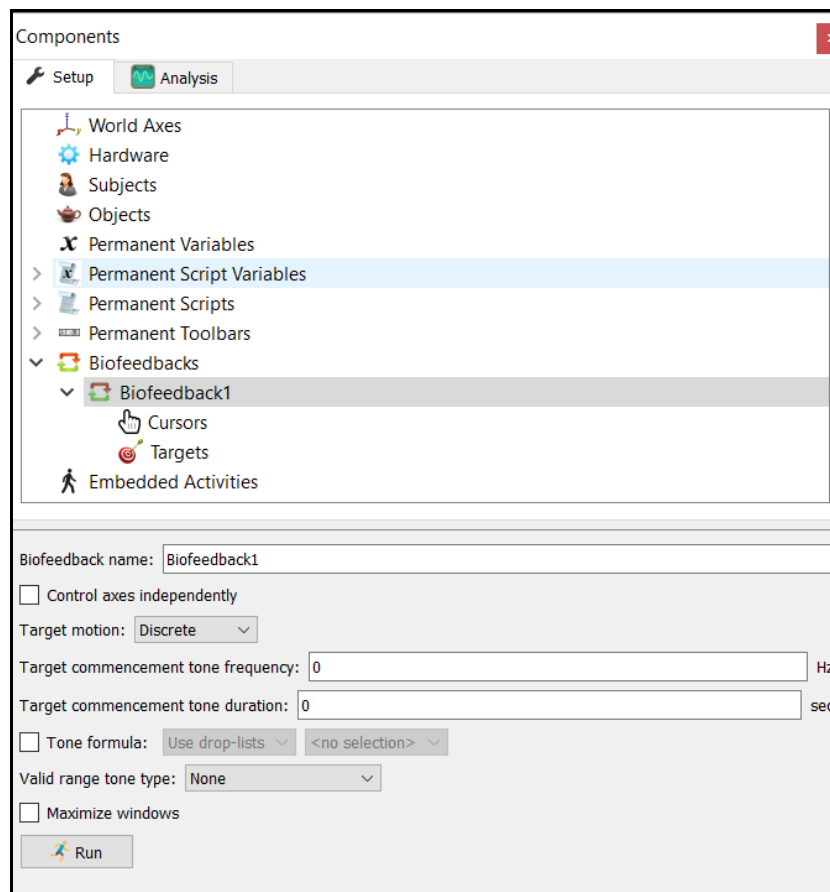 Components
Setup Analysis
World Axes
Hardware
Subjects
Objects
Permanent Variables
Permanent Script Variables
Permanent Scripts
Permanent Toolbars
Biofeedbacks
Biofeedback1
Cursors
Targets
Embedded Activities
Biofeedback name: Biofeedback1
Control axes independently
Target motion: Discrete
Target commencement tone frequency: 0 Hz
Target commencement tone duration: 0 sec
Tone formula: Use drop-lists <no selection>
Valid range tone type: None
Maximize windows
Run